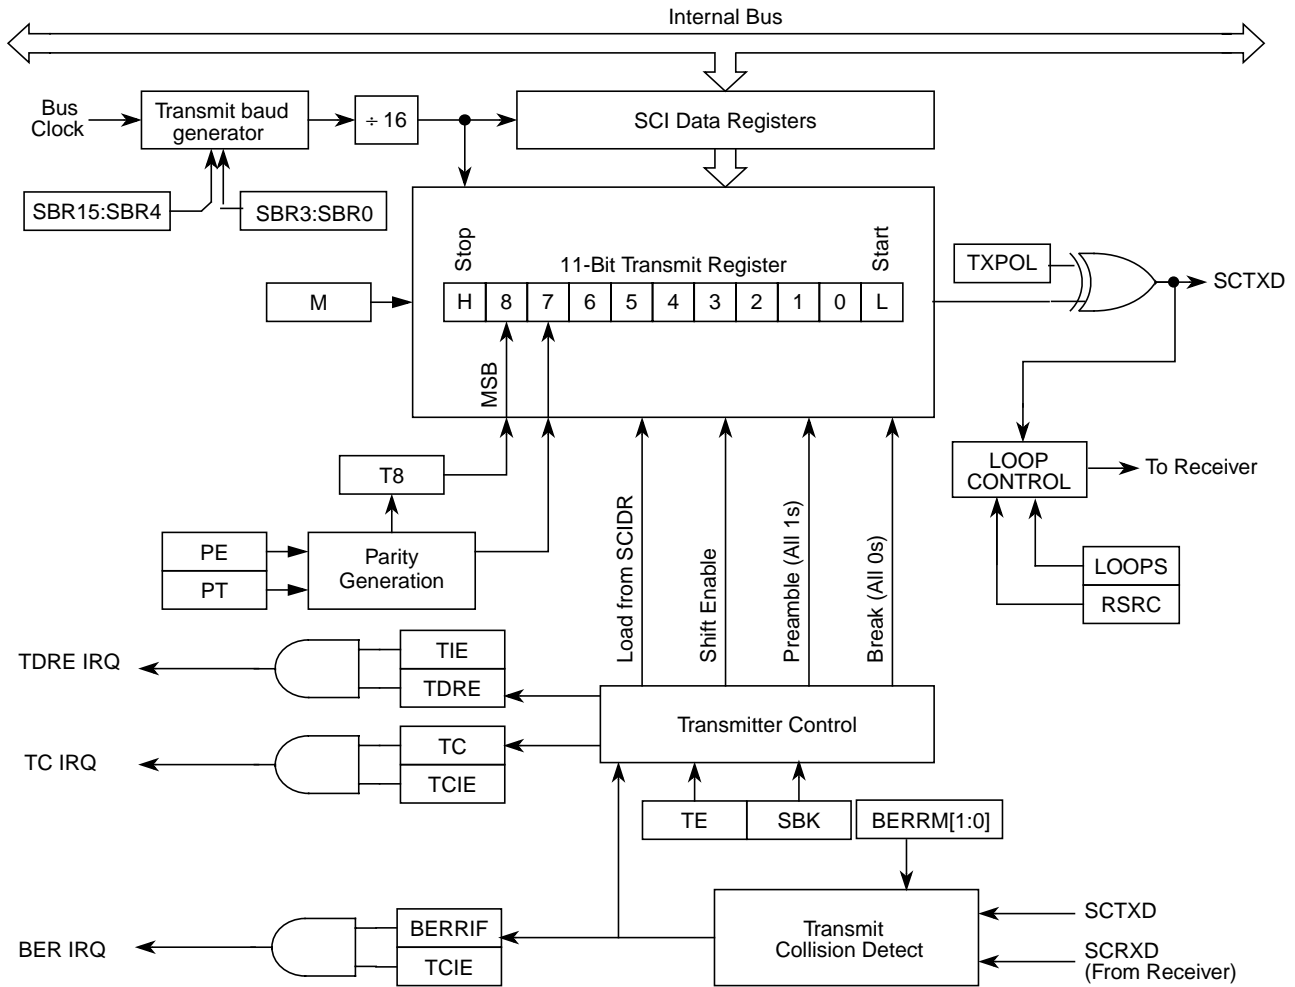 Internal Bus
Bus
Clock
Transmit baud
generator
÷ 16
SCI Data Registers
SBR15:SBR4
SBR3:SBR0
Stop
11-Bit Transmit Register
Start
H 8 7 6 5 4 3 2 1 0 L
M
TXPOL
SCTXD
MSB
T8
LOOP
CONTROL
To Receiver
PE
PT
Parity
Generation
Load from SCIDR
Shift Enable
Preamble (All 1s)
Break (All 0s)
LOOPS
RSRC
TDRE IRQ
TIE
TDRE
Transmitter Control
TC IRQ
TC
TCIE
TE
SBK
BERRM[1:0]
BER IRQ
BERRIF
TCIE
Transmit
Collision Detect
SCTXD
SCRXD
(From Receiver)